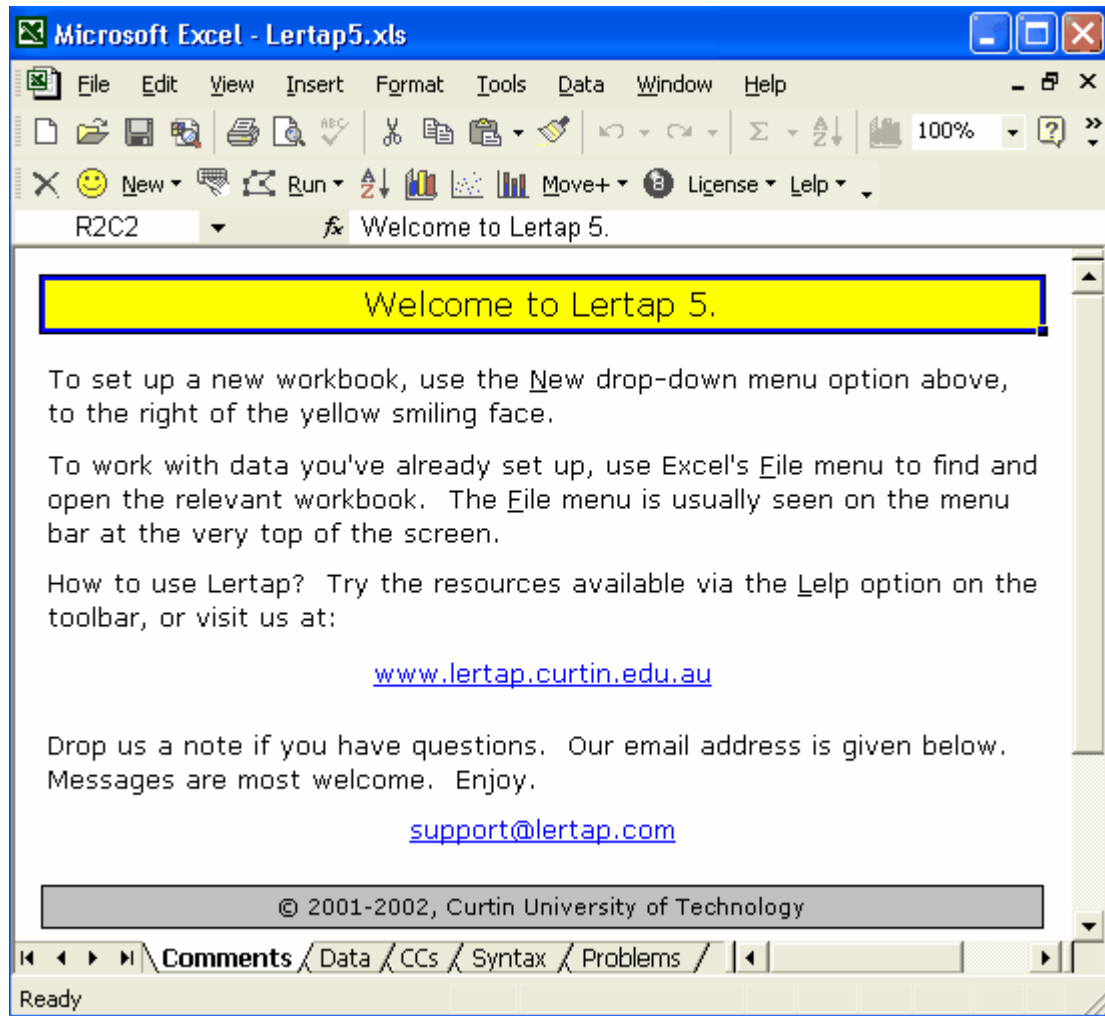 Microsoft Excel - Lertap5.xls
File Edit View Insert Format Tools Data Window Help
ABC Σ A Z 100% ? »
New Run A Z Move+ 8 License Lelp
R2C2 fx Welcome to Lertap 5.
Welcome to Lertap 5.
To set up a new workbook, use the New drop-down menu option above,
to the right of the yellow smiling face.
To work with data you've already set up, use Excel's File menu to find and
open the relevant workbook. The File menu is usually seen on the menu
bar at the very top of the screen.
How to use Lertap? Try the resources available via the Lelp option on the
toolbar, or visit us at:
www.lertap.curtin.edu.au
Drop us a note if you have questions. Our email address is given below.
Messages are most welcome. Enjoy.
support@lertap.com
© 2001-2002, Curtin University of Technology
Comments Data CCs Syntax Problems
Ready